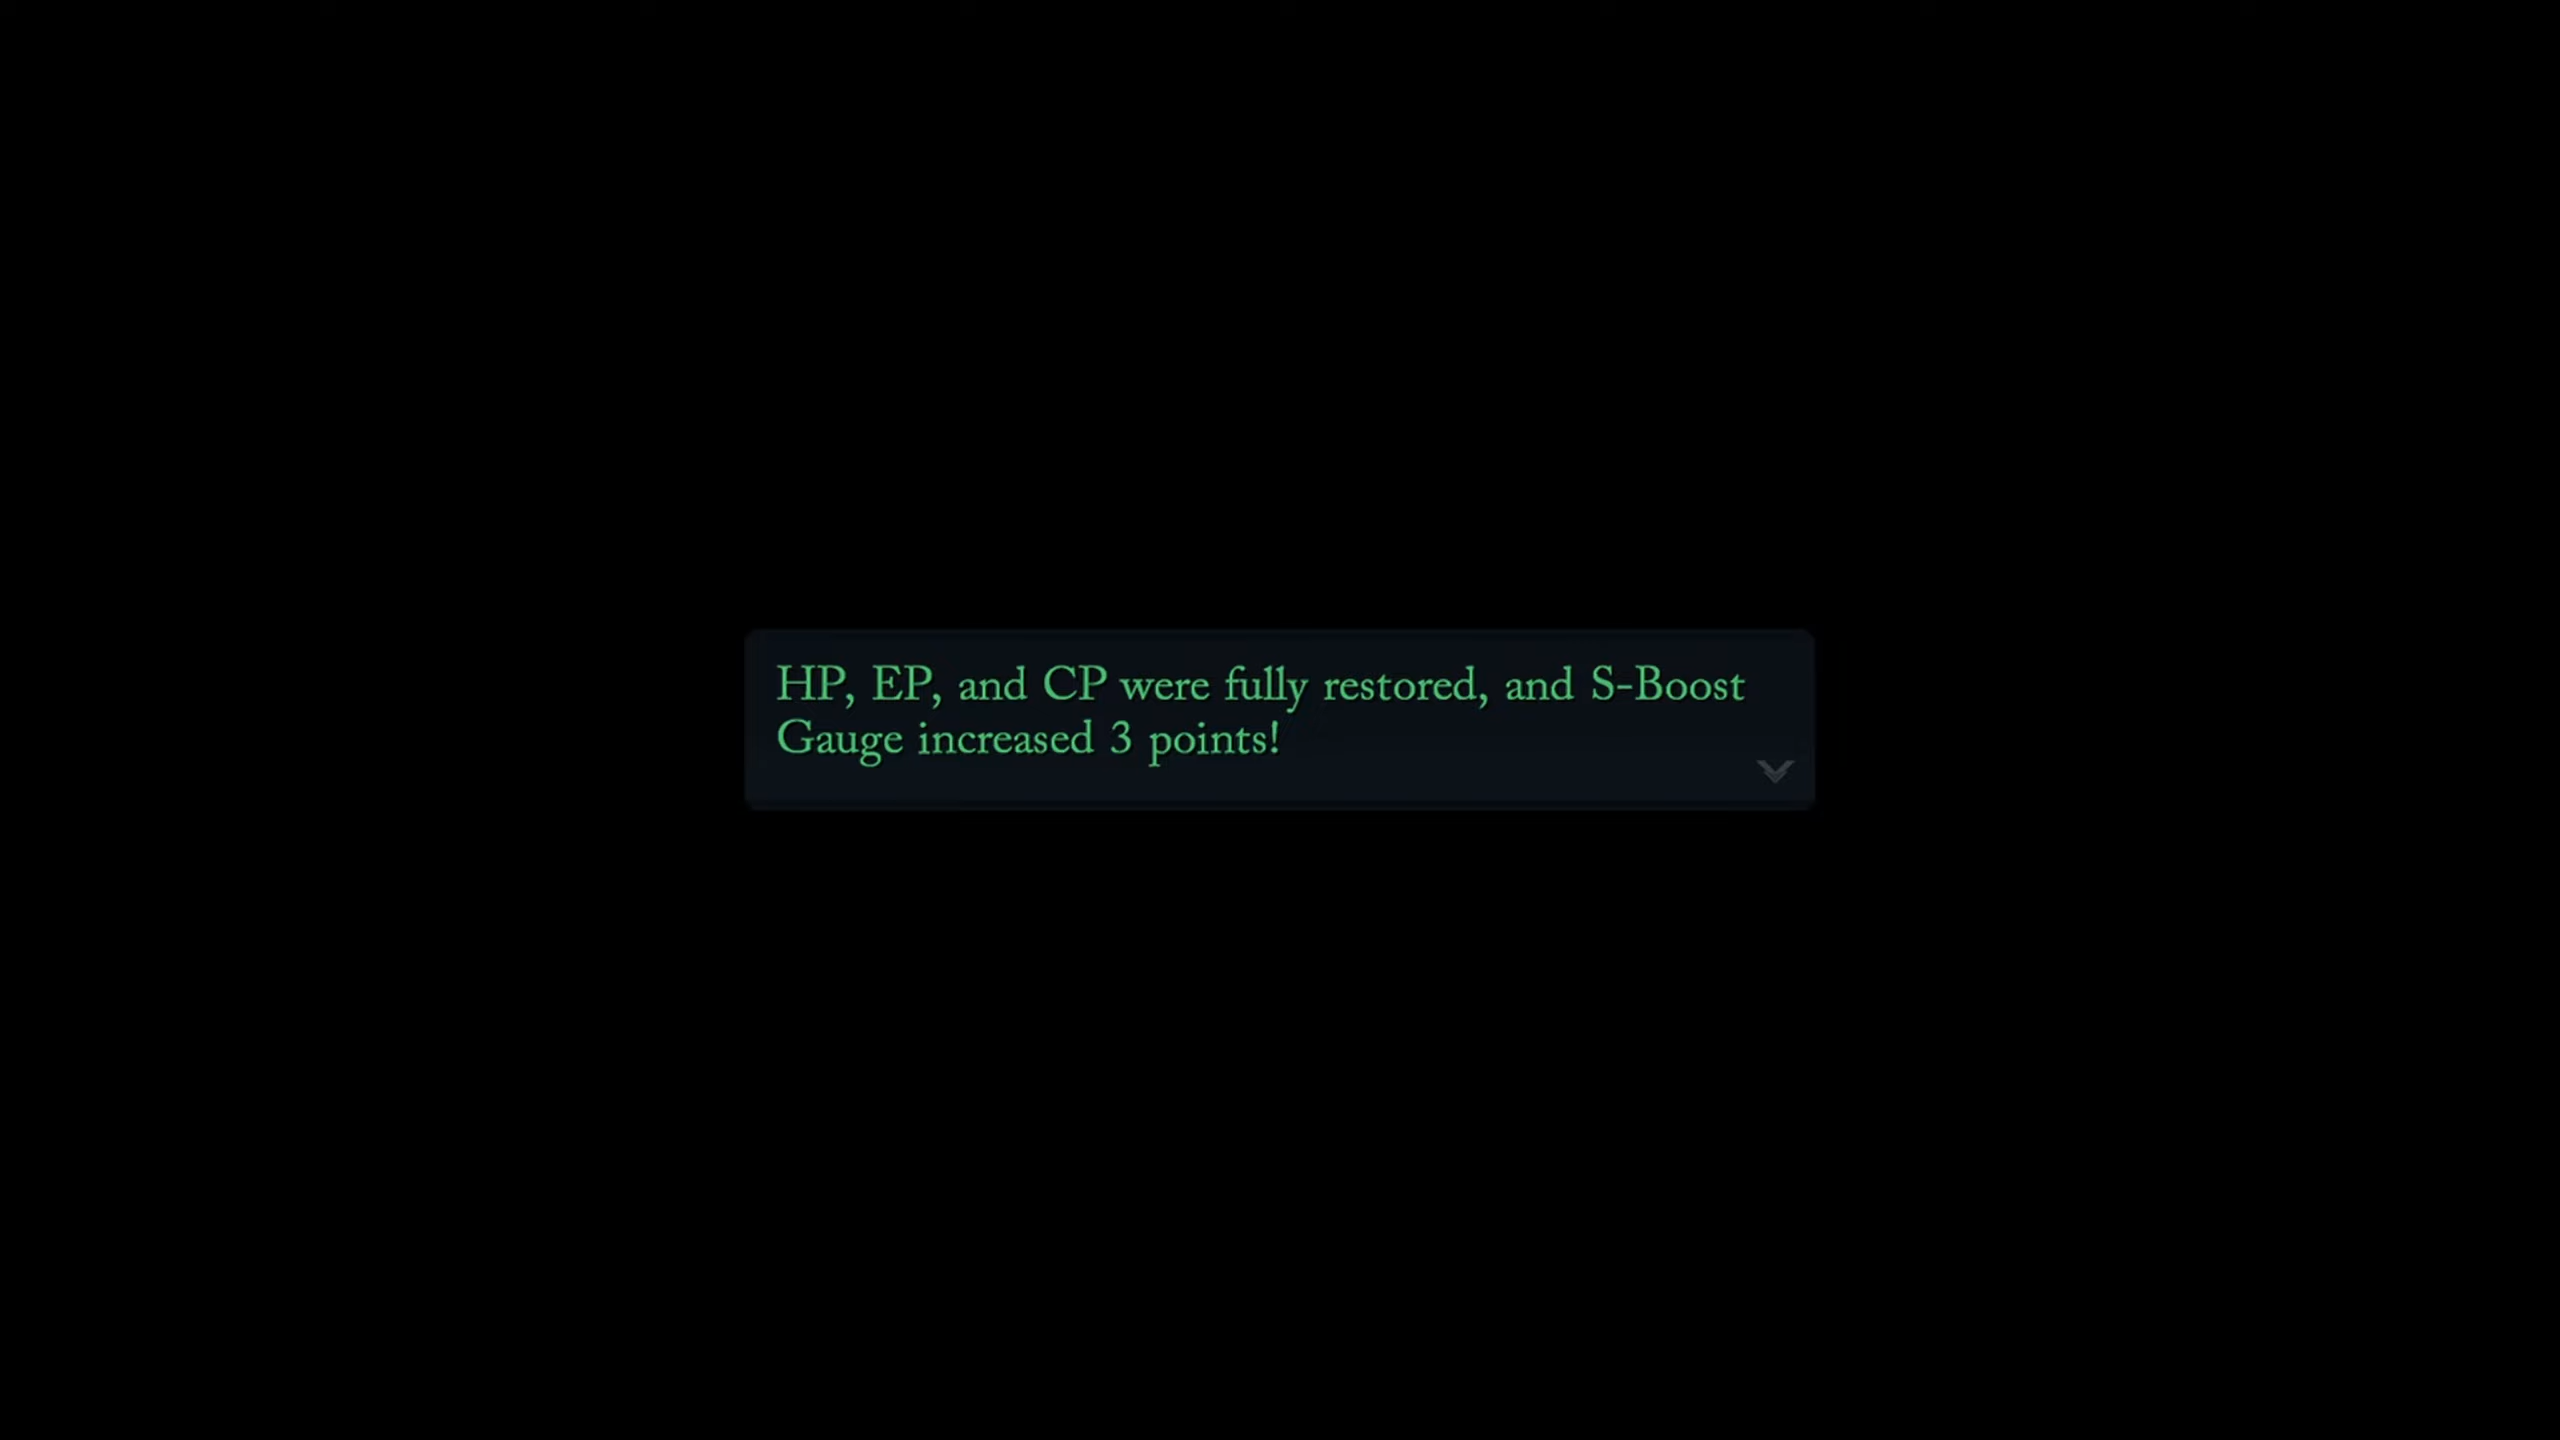 HP, EP, and CP were fully restored, and S-Boost
Gauge increased 3 points!